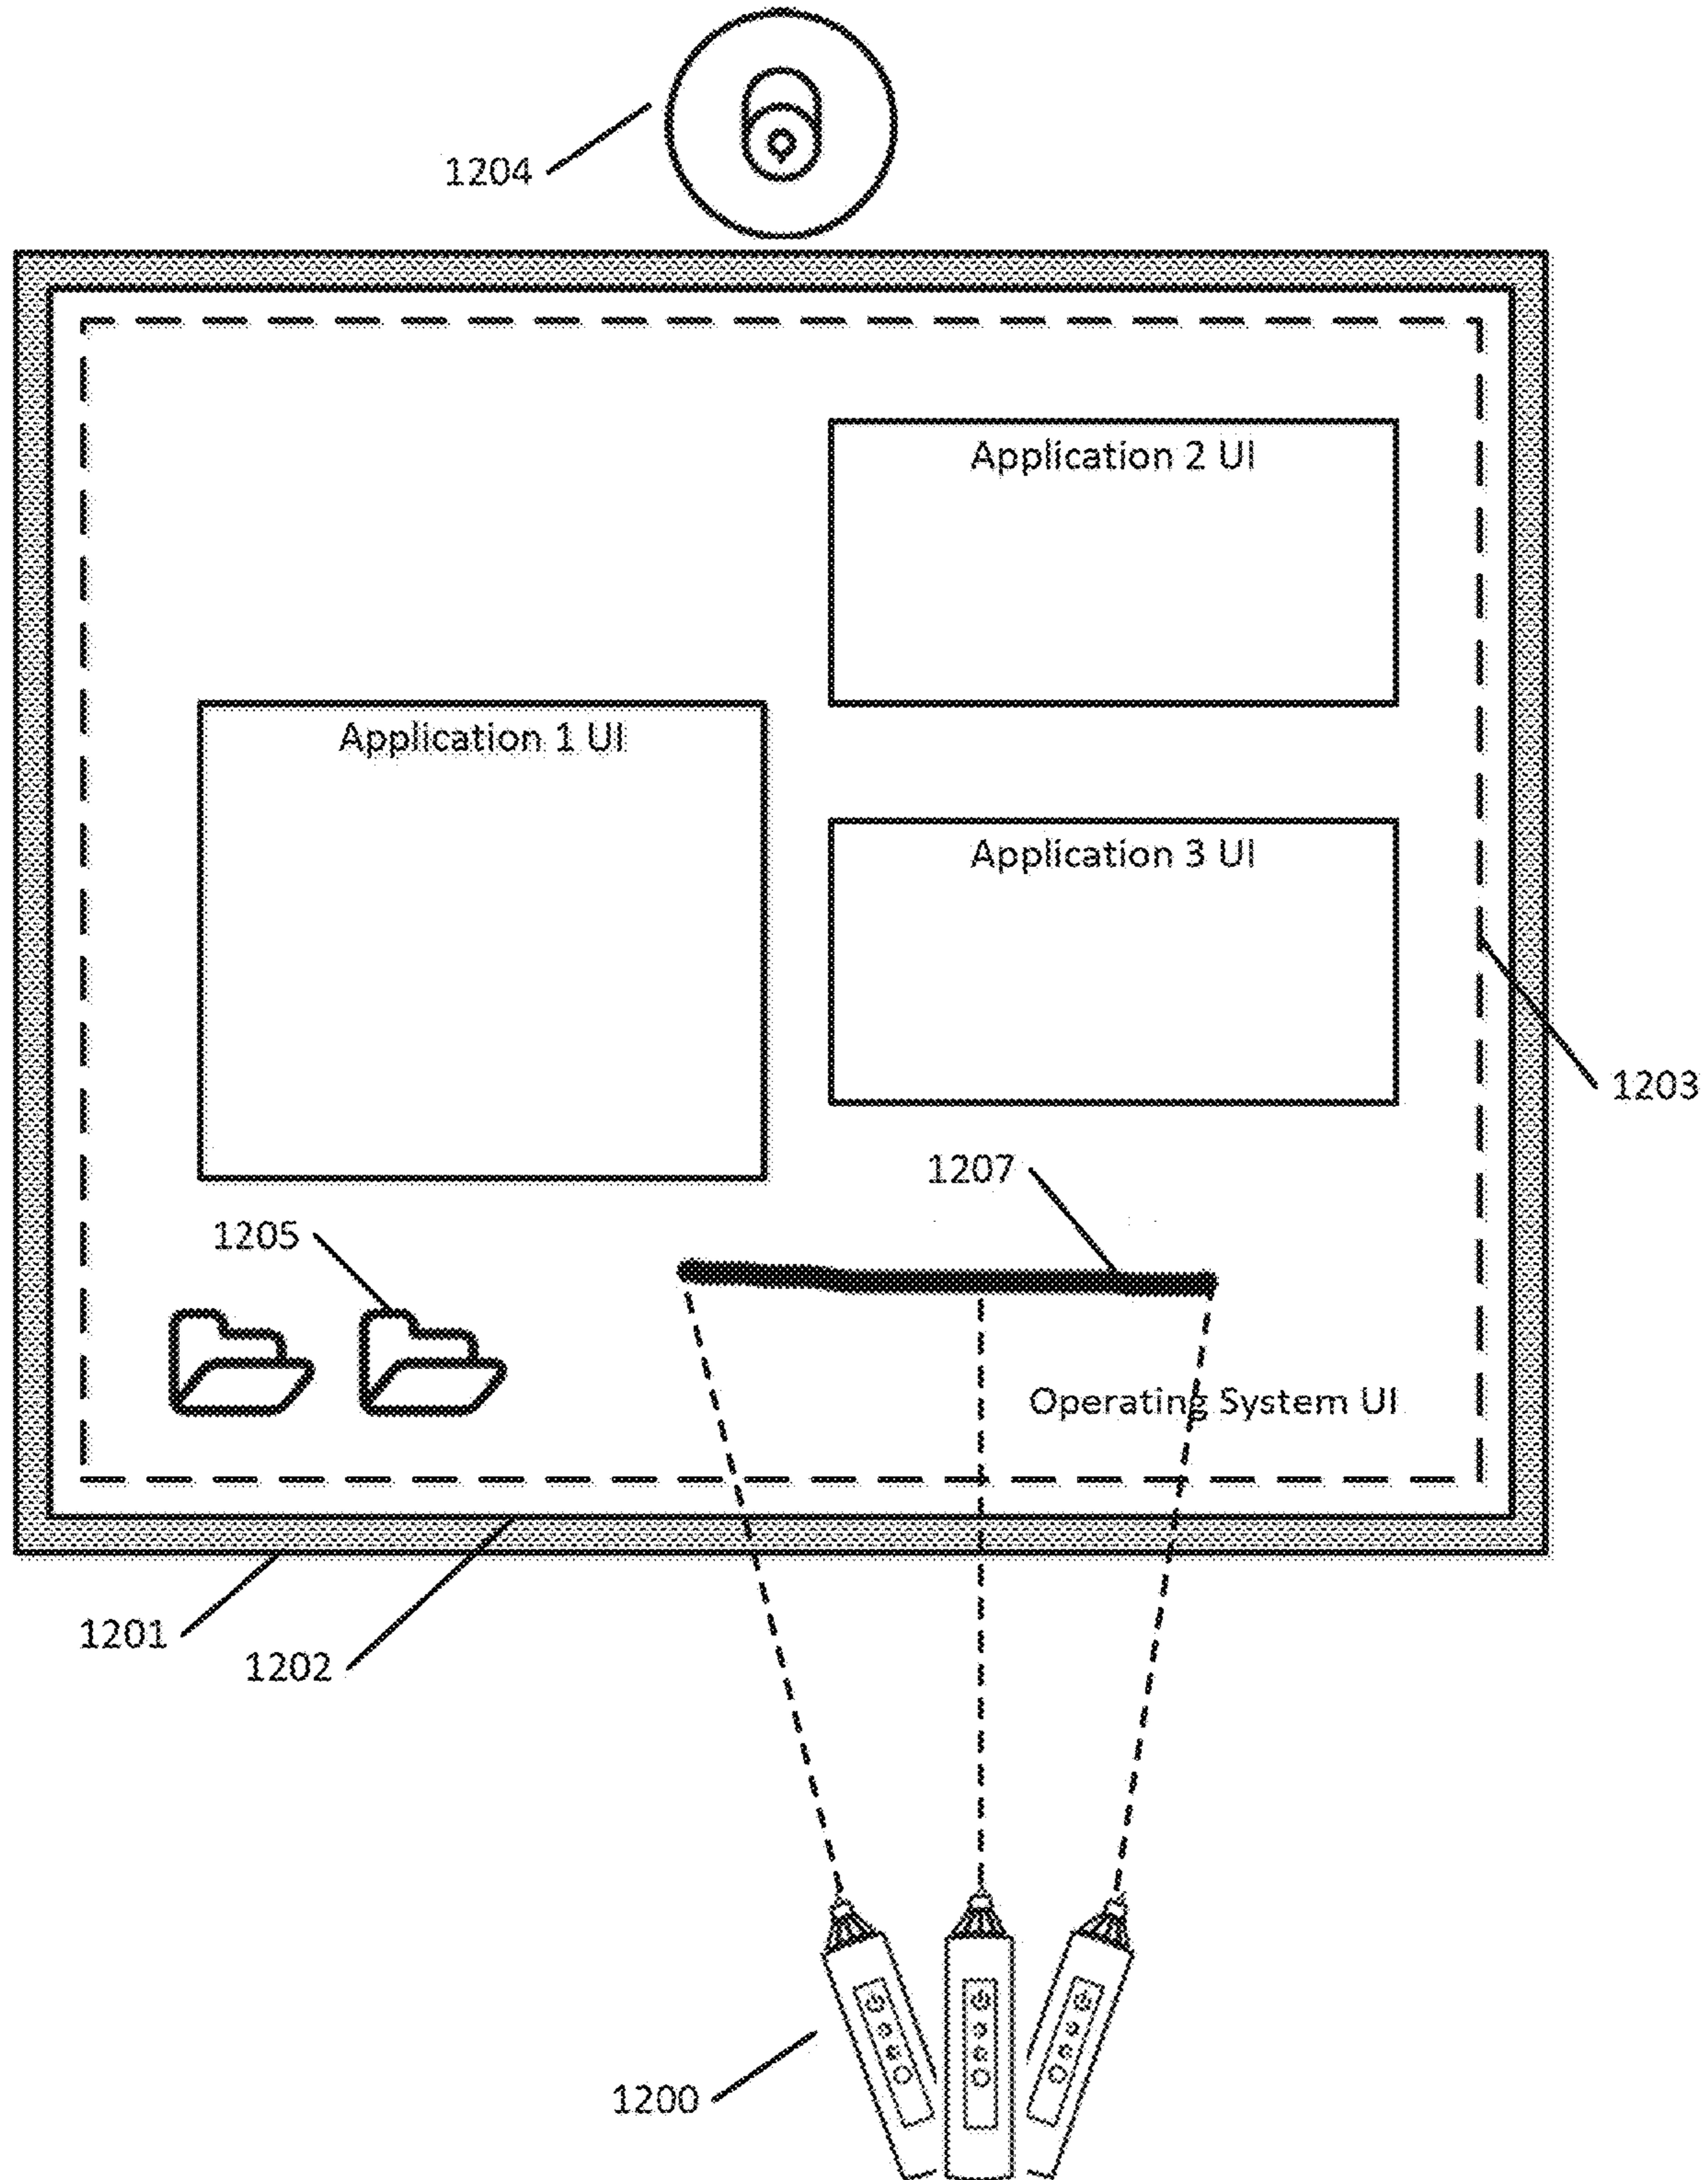 1204
Application 2 UI
Application 1 UI
Application 3 UI
1203
1207
1205
Operating System UI
1201
1202
1200